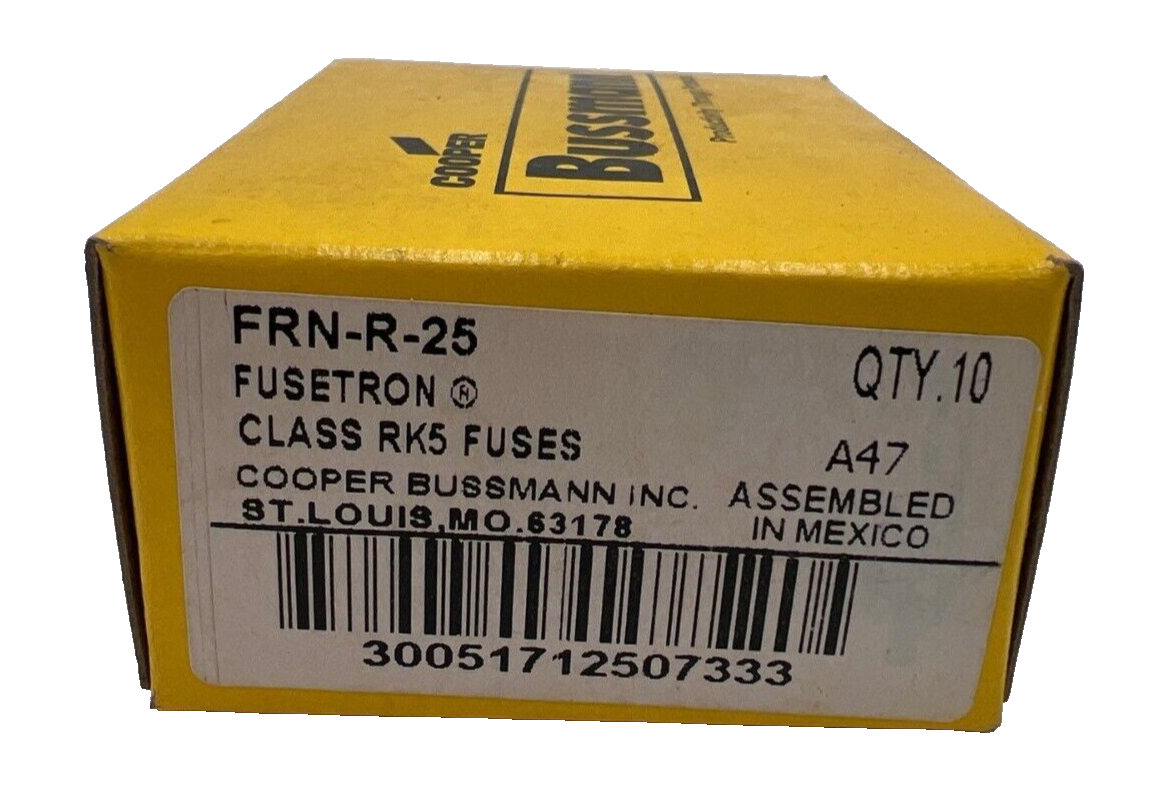 COOPER
BUSSMANN
FRN-R-25
QTY.10
FUSETRON ®
CLASS RK5 FUSES
A47
COOPER BUSSMANN INC.
ASSEMBLED
ST.LOUIS,MO.63178
IN MEXICO
30051712507333